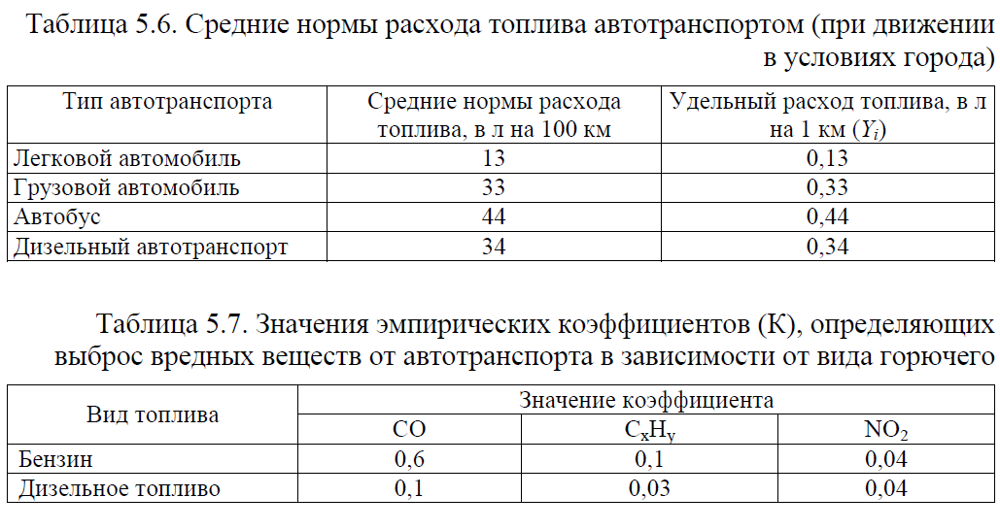 Таблица 5.6. Средние нормы расхода топлива автотранспортом (при движении
в условиях города)
Тип автотранспорта | Средние нормы расхода топлива, в л на 100 км | Удельный расход топлива, в л на 1 км (Yi)
Легковой автомобиль | 13 | 0,13
Грузовой автомобиль | 33 | 0,33
Автобус | 44 | 0,44
Дизельный автотранспорт | 34 | 0,34
Таблица 5.7. Значения эмпирических коэффициентов (К), определяющих
выброс вредных веществ от автотранспорта в зависимости от вида горючего
Вид топлива | Значение коэффициента
CO | CxHy | NO2
Бензин | 0,6 | 0,1 | 0,04
Дизельное топливо | 0,1 | 0,03 | 0,04